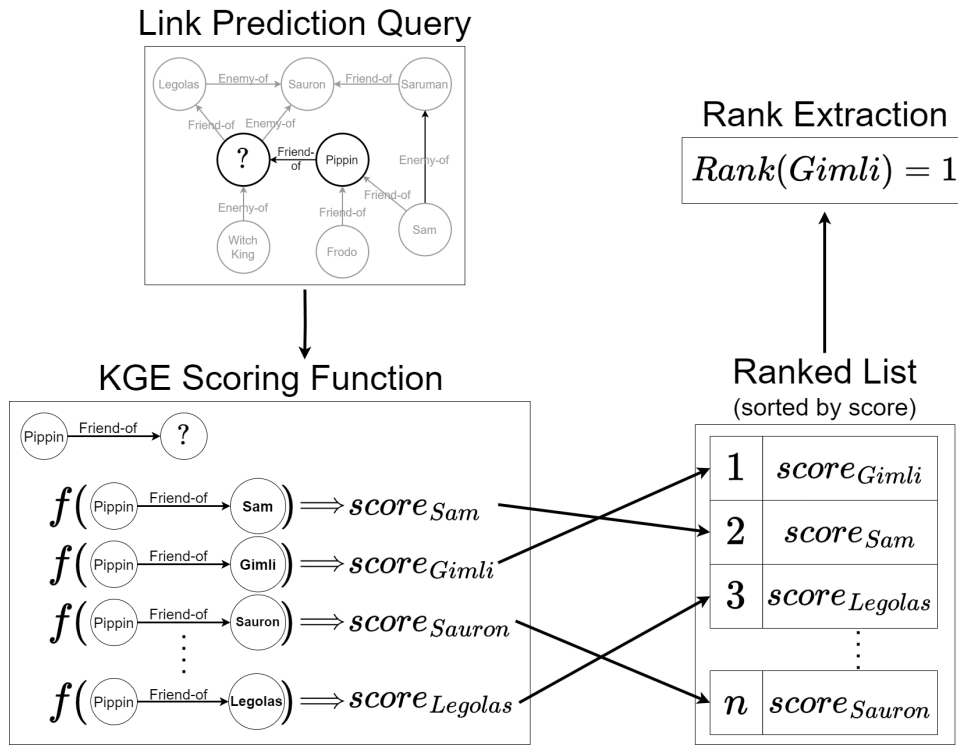 Link Prediction Query
Legolas
Enemy-of
Sauron
Friend-of
Saruman
Friend-of
Enemy-of
?
Friend-
of
Pippin
Enemy-of
Friend-of
Enemy-of
Friend-of
Witch
King
Frodo
Sam
Rank Extraction
Rank(Gimli) = 1
KGE Scoring Function
Pippin Friend-of ?
f( Pippin Friend-of Sam ) ⟹ score_Sam
f( Pippin Friend-of Gimli ) ⟹ score_Gimli
f( Pippin Friend-of Sauron ) ⟹ score_Sauron
f( Pippin Friend-of Legolas ) ⟹ score_Legolas
Ranked List
(sorted by score)
1 score_Gimli
2 score_Sam
3 score_Legolas
n score_Sauron